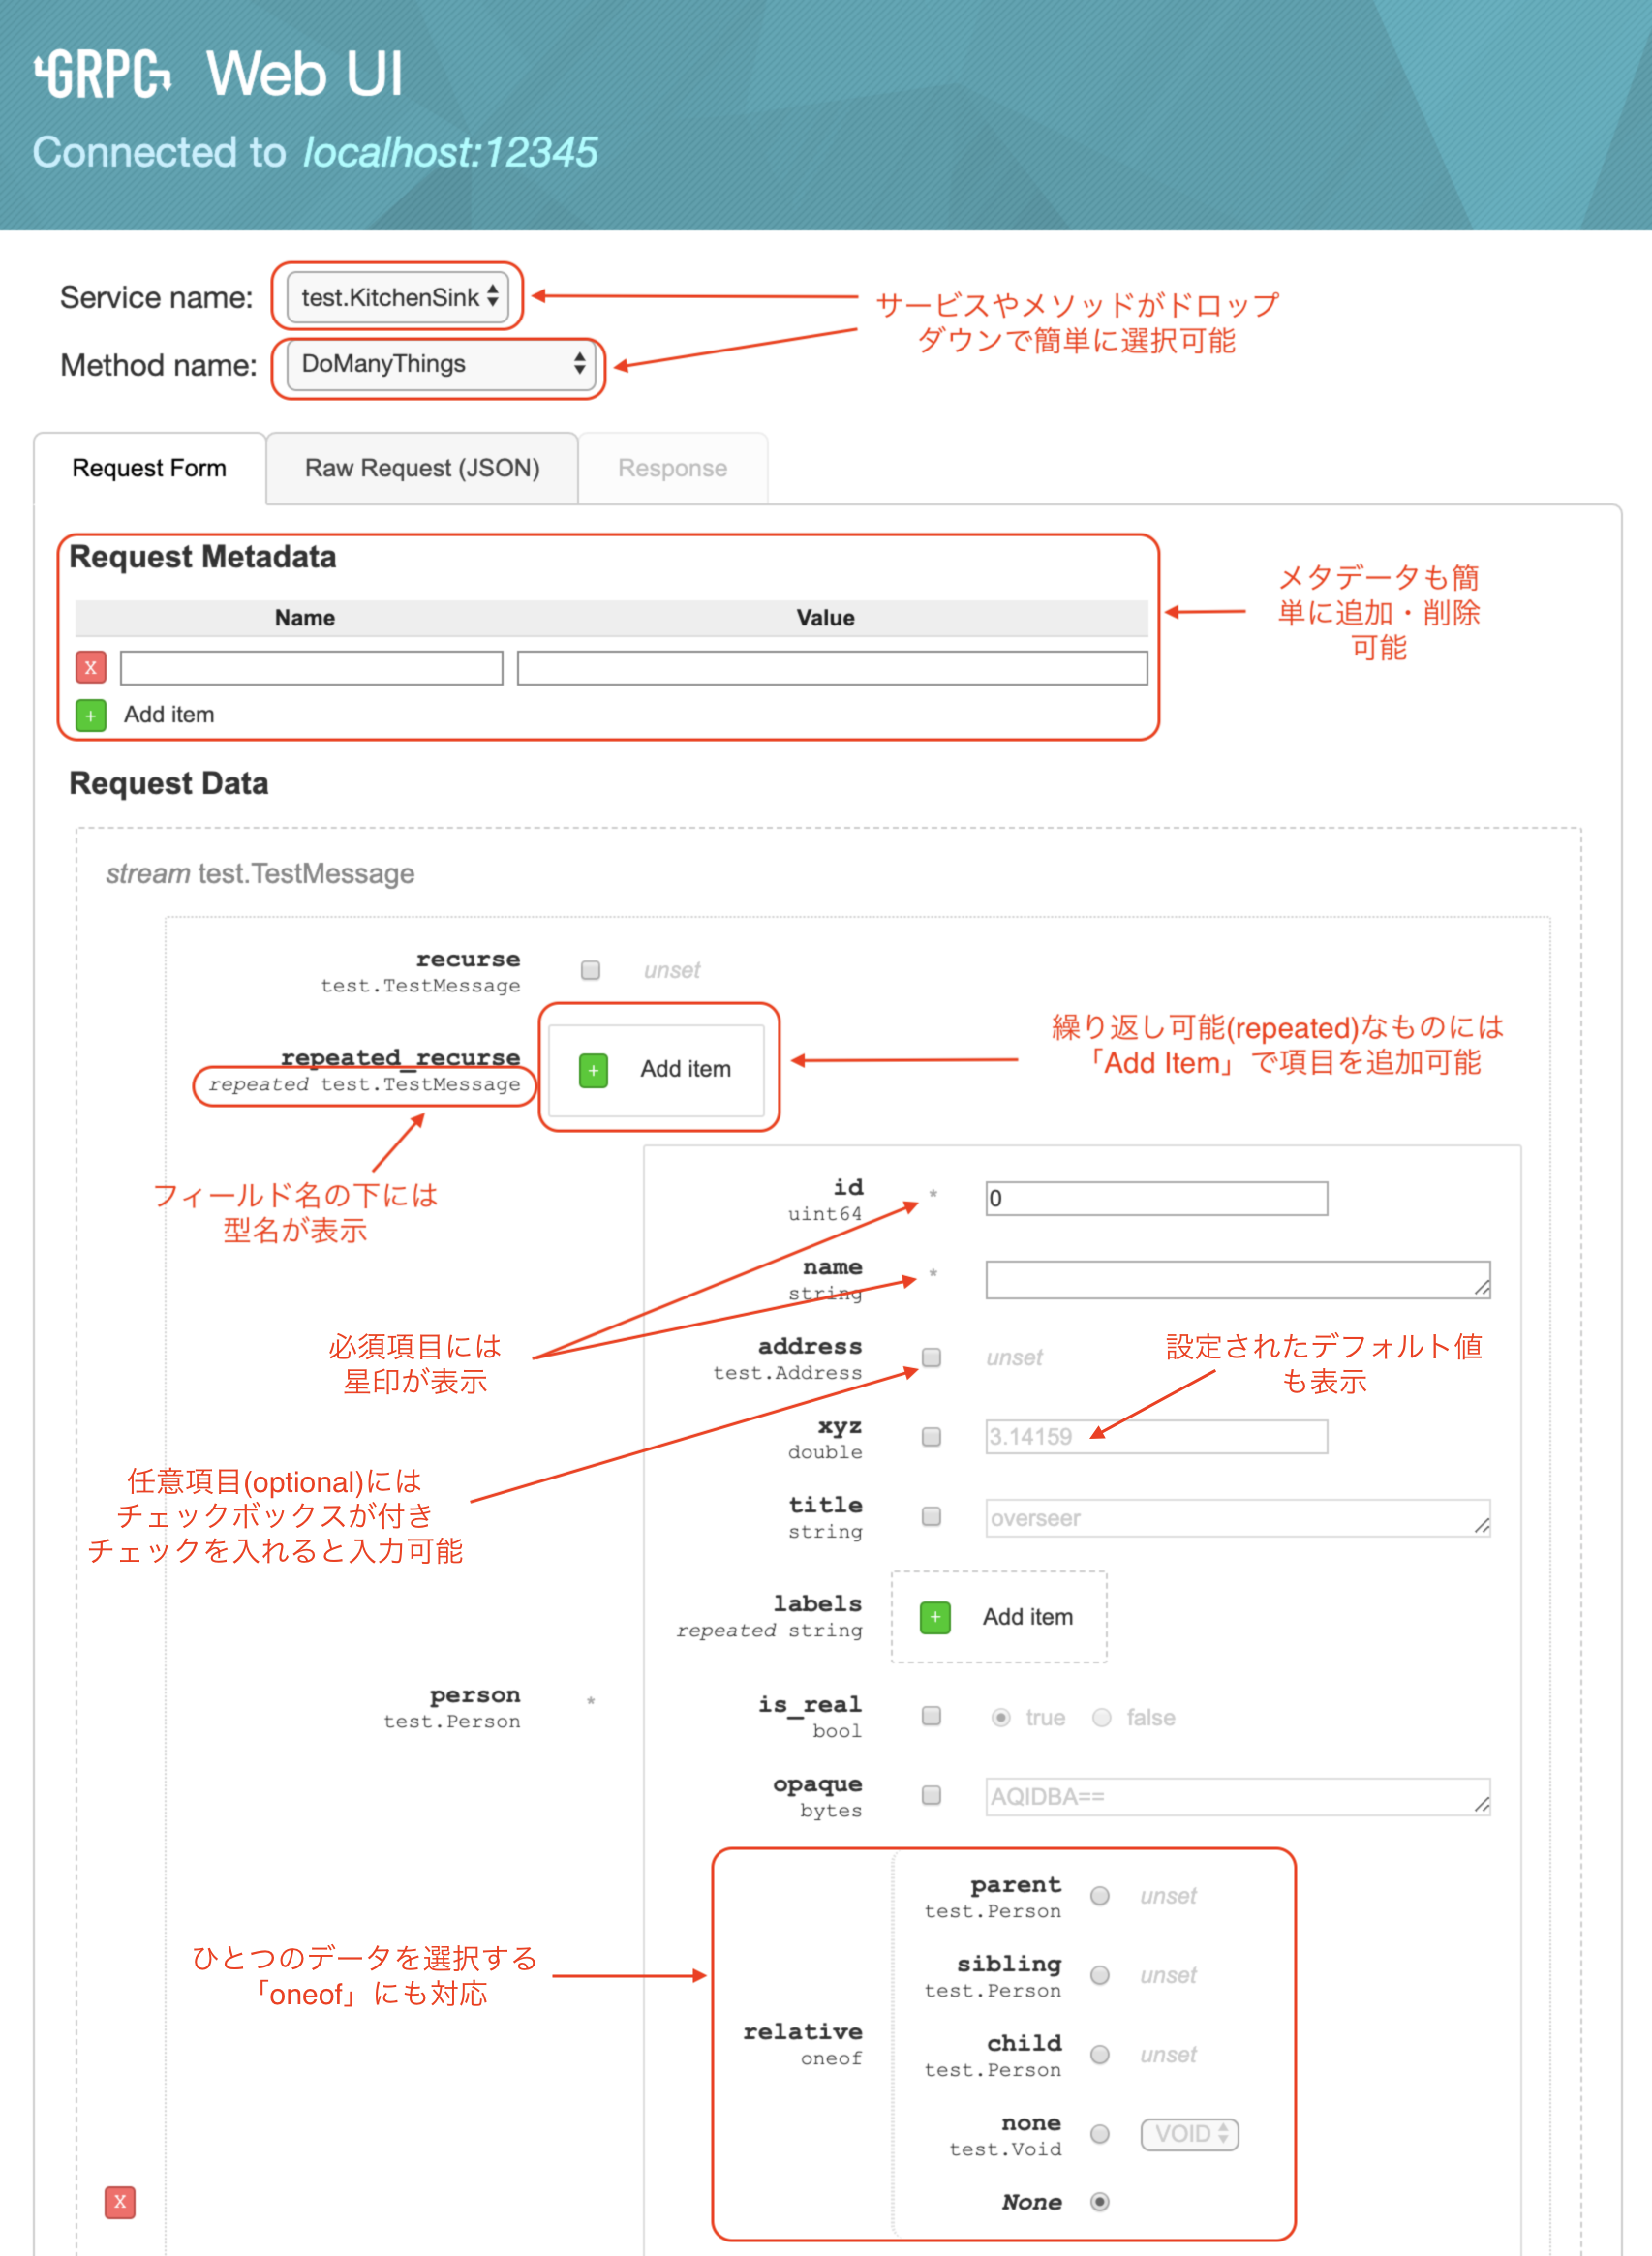 GRPC Web UI
Connected to localhost:12345
Service name: test.KitchenSink
Method name: DoManyThings
サービスやメソッドがドロップ
ダウンで簡単に選択可能
Request Form Raw Request (JSON) Response
Request Metadata
Name Value
X
+ Add item
メタデータも簡
単に追加・削除
可能
Request Data
stream test.TestMessage
recurse unset
test.TestMessage
repeated_recurse + Add item
repeated test.TestMessage
繰り返し可能(repeated)なものには
「Add Item」で項目を追加可能
フィールド名の下には
型名が表示
id * 0
uint64
name *
string
必須項目には
星印が表示
address unset
test.Address
設定されたデフォルト値
も表示
xyz 3.14159
double
任意項目(optional)には
チェックボックスが付き
チェックを入れると入力可能
title overseer
string
labels + Add item
repeated string
person *
test.Person
is_real true false
bool
opaque AQIDBA==
bytes
ひとつのデータを選択する
「oneof」にも対応
relative
oneof
parent unset
test.Person
sibling unset
test.Person
child unset
test.Person
none VOID
test.Void
None
X